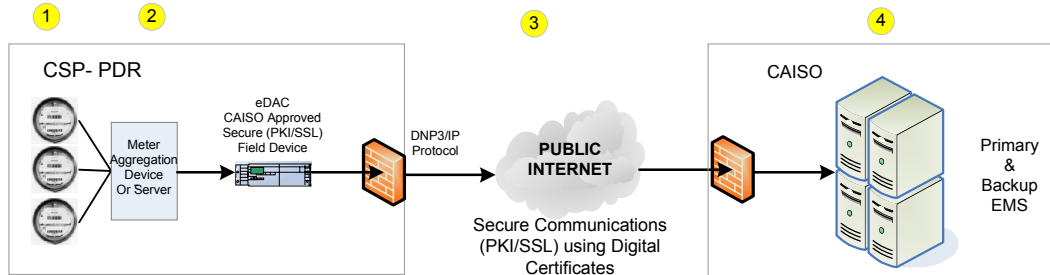 1
2
3
4
CSP- PDR
eDAC
CAISO Approved
Secure (PKI/SSL)
Field Device
Meter
Aggregation
Device
Or Server
DNP3/IP
Protocol
PUBLIC
INTERNET
Secure Communications
(PKI/SSL) using Digital
Certificates
CAISO
Primary
&
Backup
EMS